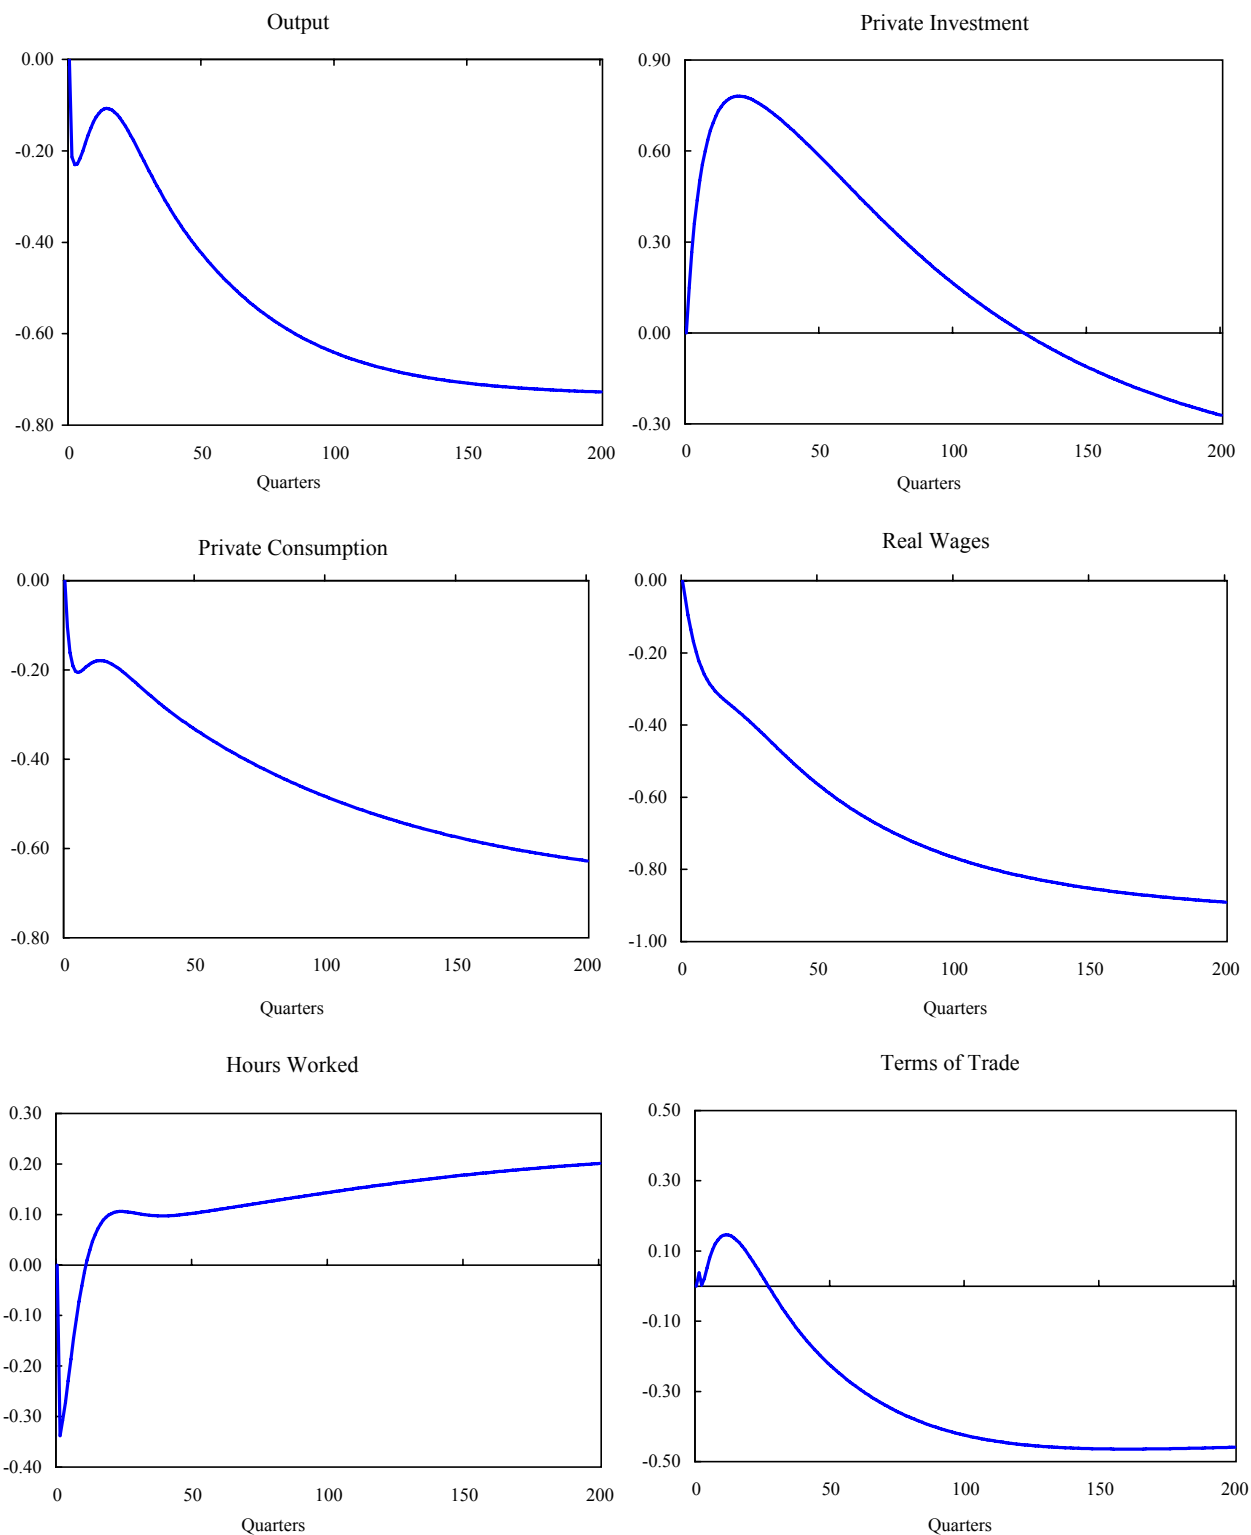 Output
0.00
-0.20
-0.40
-0.60
-0.80
0 50 100 150 200
Quarters
Private Investment
0.90
0.60
0.30
0.00
-0.30
0 50 100 150 200
Quarters
Private Consumption
0.00
-0.20
-0.40
-0.60
-0.80
0 50 100 150 200
Quarters
Real Wages
0.00
-0.20
-0.40
-0.60
-0.80
-1.00
0 50 100 150 200
Quarters
Hours Worked
0.30
0.20
0.10
0.00
-0.10
-0.20
-0.30
-0.40
0 50 100 150 200
Quarters
Terms of Trade
0.50
0.30
0.10
-0.10
-0.30
-0.50
0 50 100 150 200
Quarters